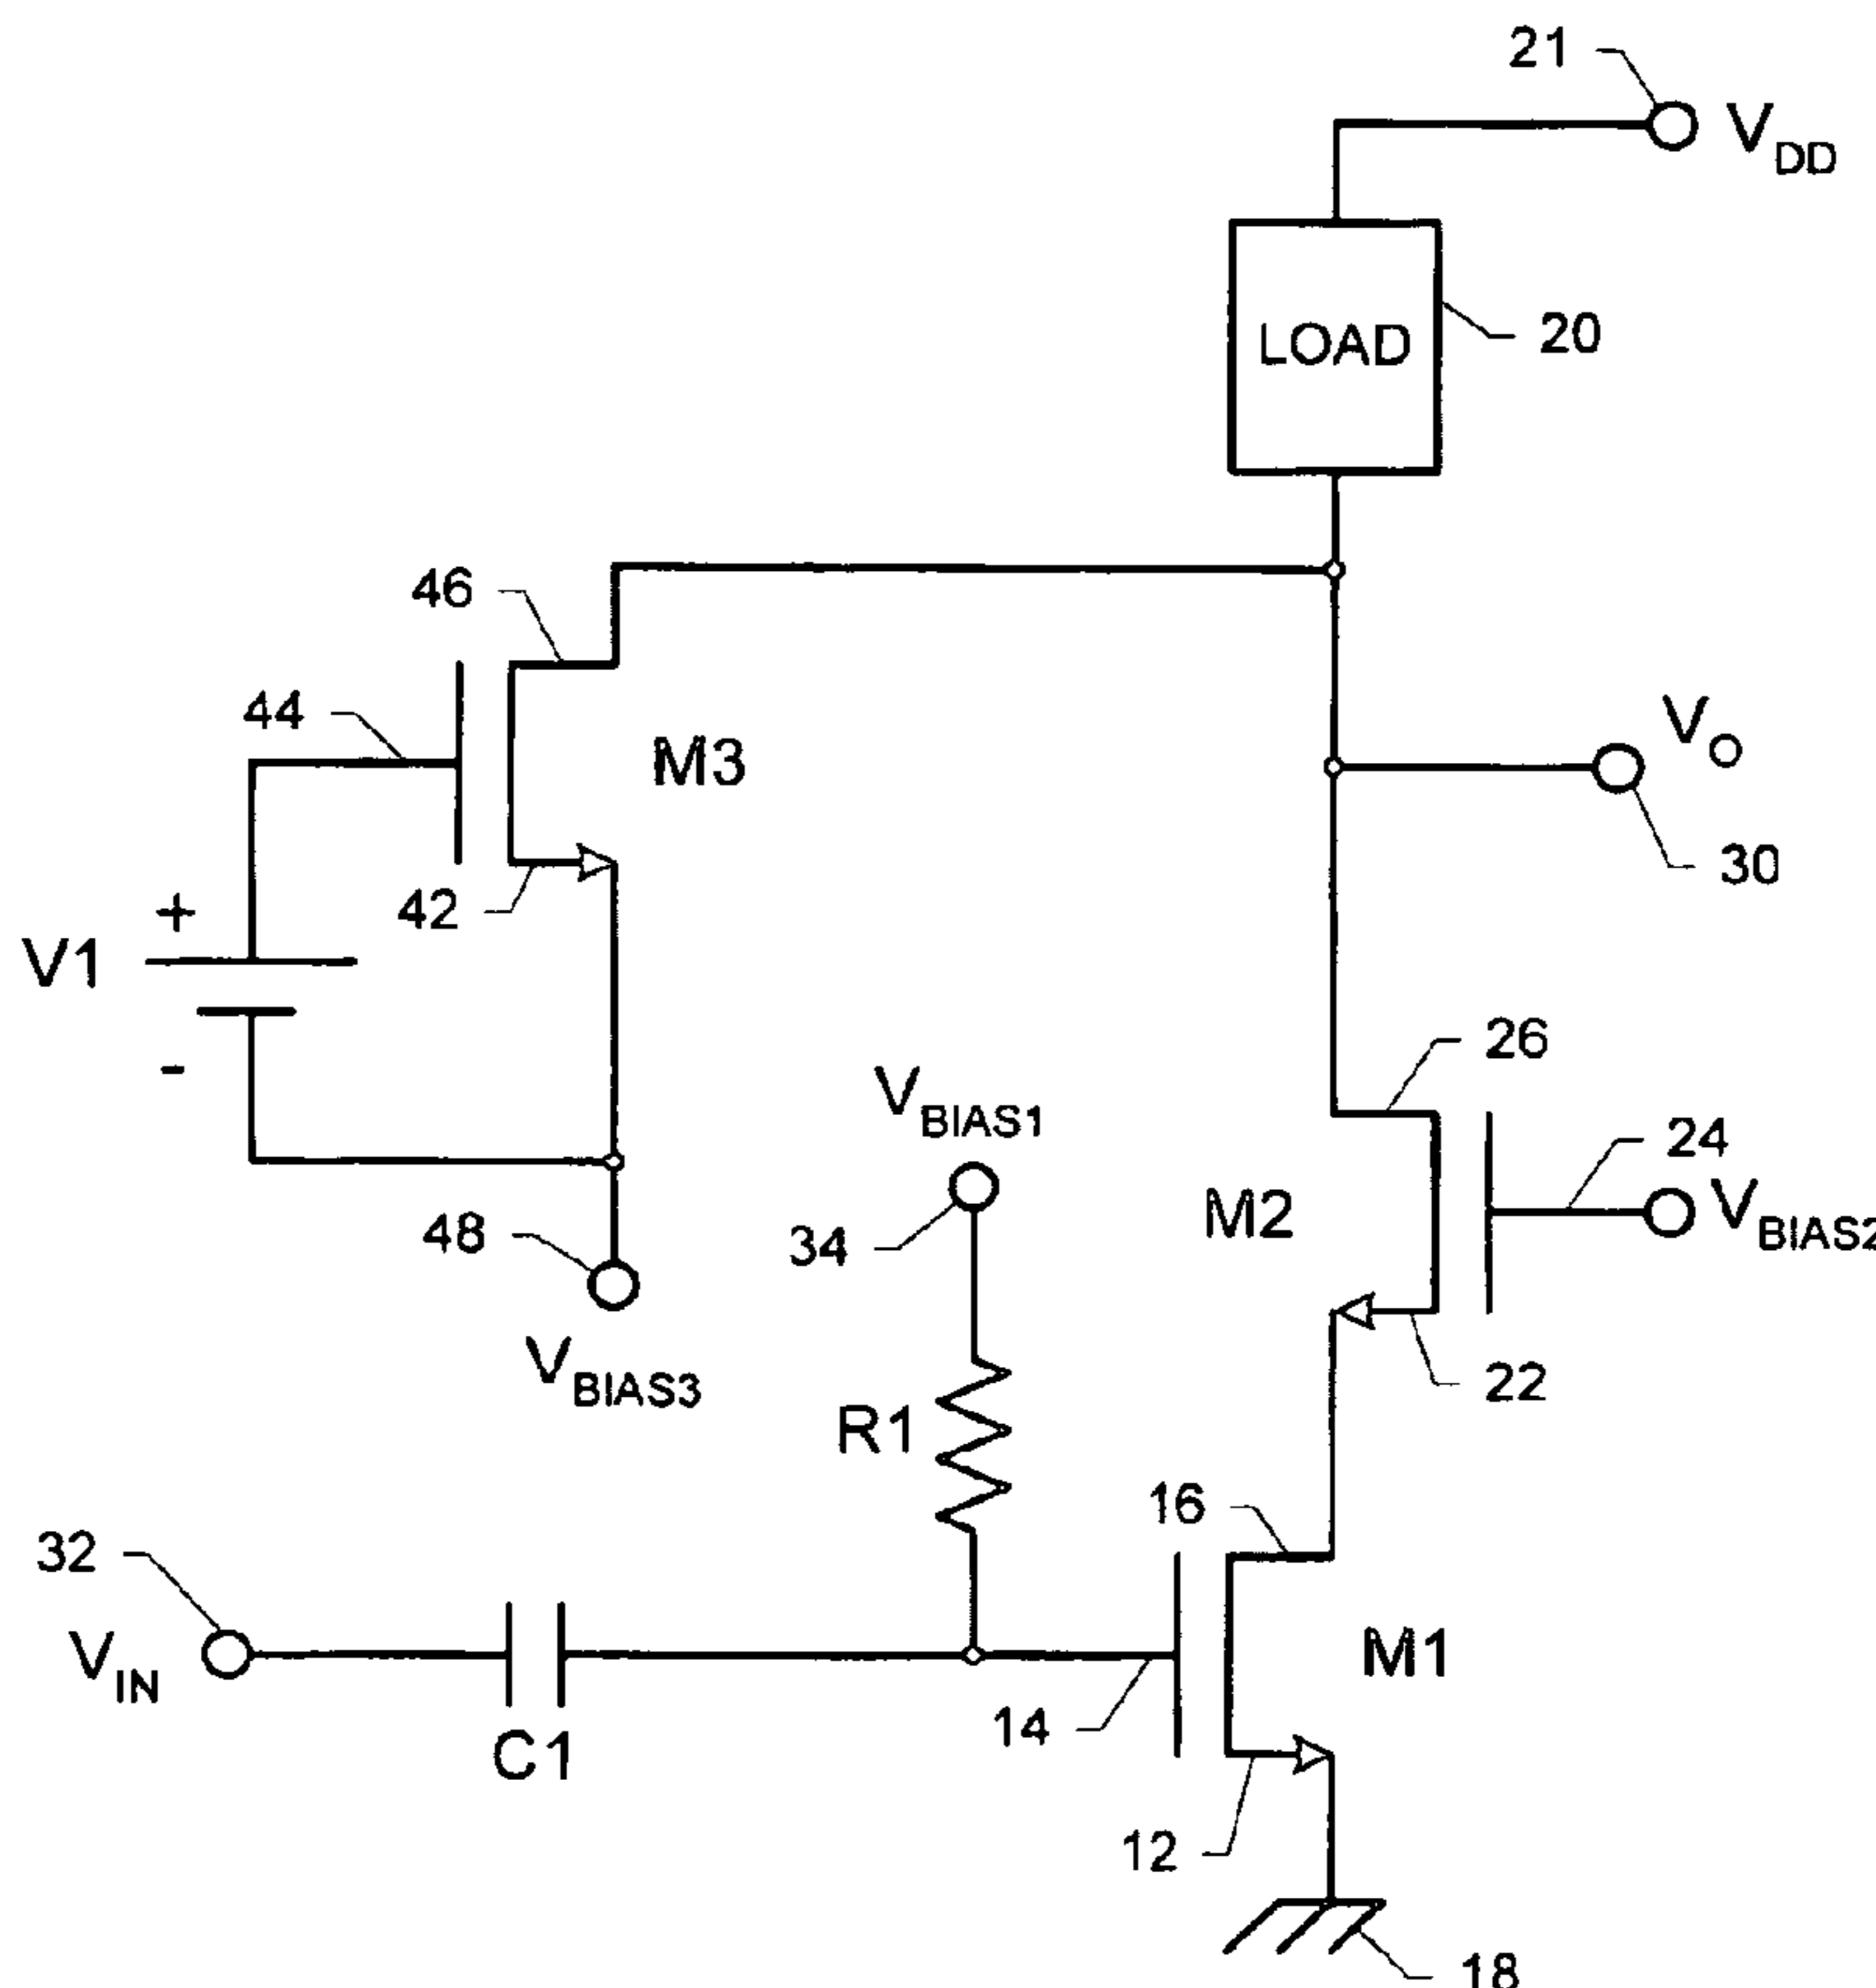 21
V_DD
LOAD
20
46
44
M3
V_O
30
42
+
V1
-
26
V_BIAS1
24
M2
V_BIAS2
48
34
22
V_BIAS3
R1
16
32
V_IN
M1
14
C1
12
18